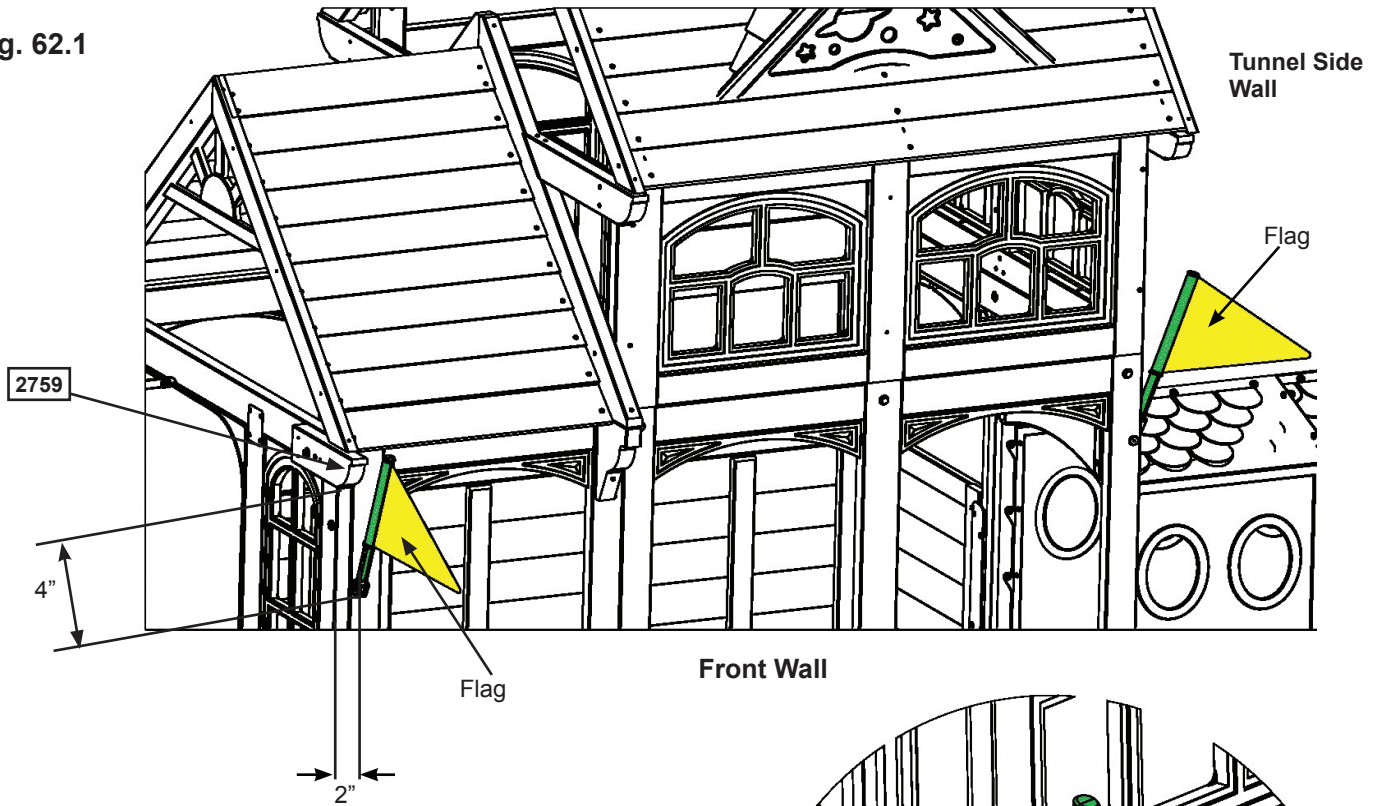 g. 62.1
Tunnel Side
Wall
Flag
2759
4”
Flag
Front Wall
2”